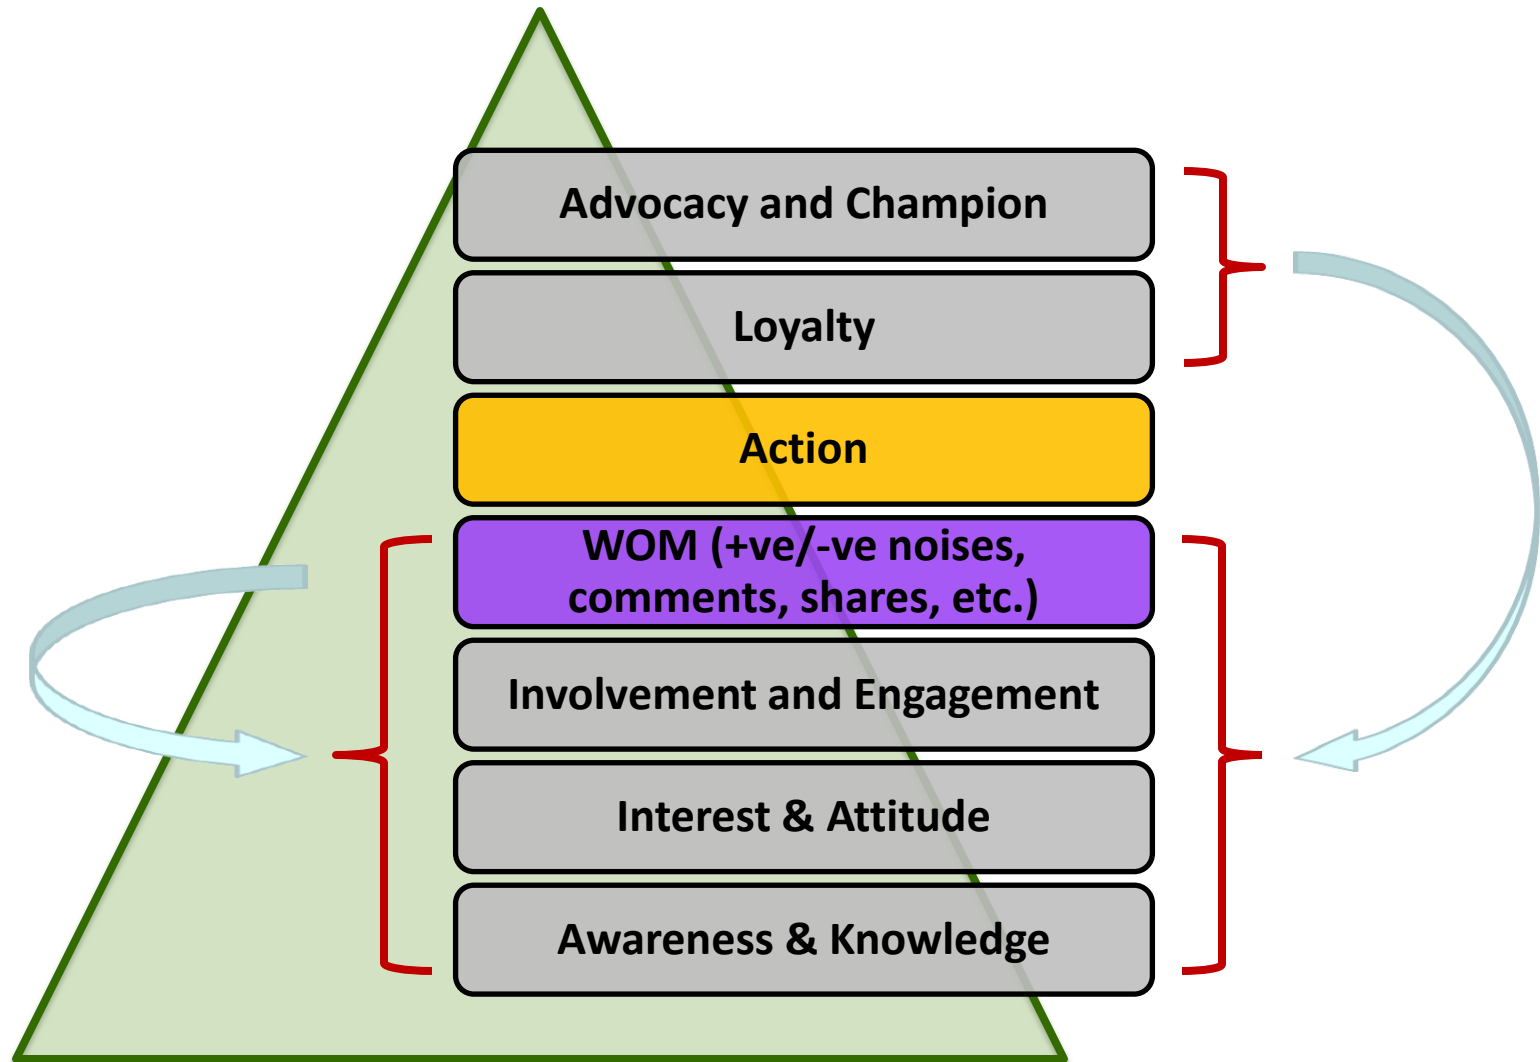 Advocacy and Champion
Loyalty
Action
WOM (+ve/-ve noises,
comments, shares, etc.)
Involvement and Engagement
Interest & Attitude
Awareness & Knowledge